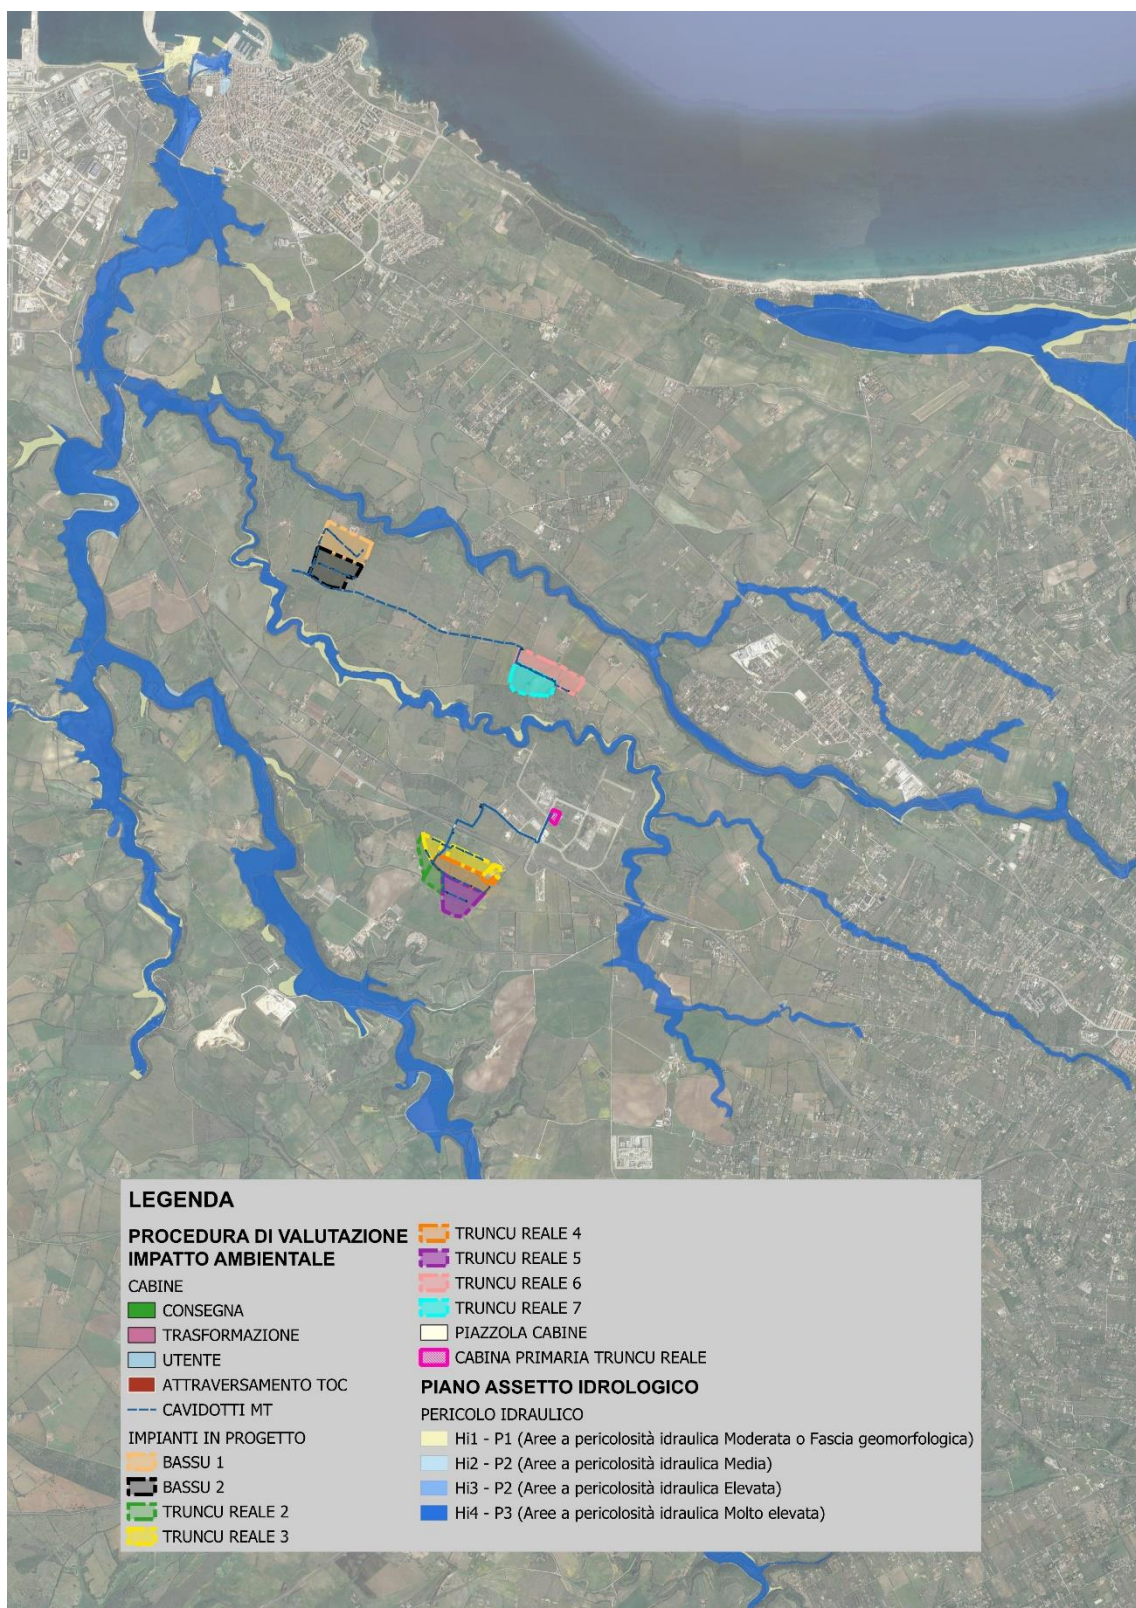 LEGENDA
PROCEDURA DI VALUTAZIONE
IMPATTO AMBIENTALE
CABINE
CONSEGNA
TRASFORMAZIONE
UTENTE
ATTRAVERSAMENTO TOC
CAVIDOTTI MT
IMPIANTI IN PROGETTO
BASSU 1
BASSU 2
TRUNCU REALE 2
TRUNCU REALE 3
TRUNCU REALE 4
TRUNCU REALE 5
TRUNCU REALE 6
TRUNCU REALE 7
PIAZZOLA CABINE
CABINA PRIMARIA TRUNCU REALE
PIANO ASSETTO IDROLOGICO
PERICOLO IDRAULICO
Hi1 - P1 (Aree a pericolosità idraulica Moderata o Fascia geomorfologica)
Hi2 - P2 (Aree a pericolosità idraulica Media)
Hi3 - P2 (Aree a pericolosità idraulica Elevata)
Hi4 - P3 (Aree a pericolosità idraulica Molto elevata)